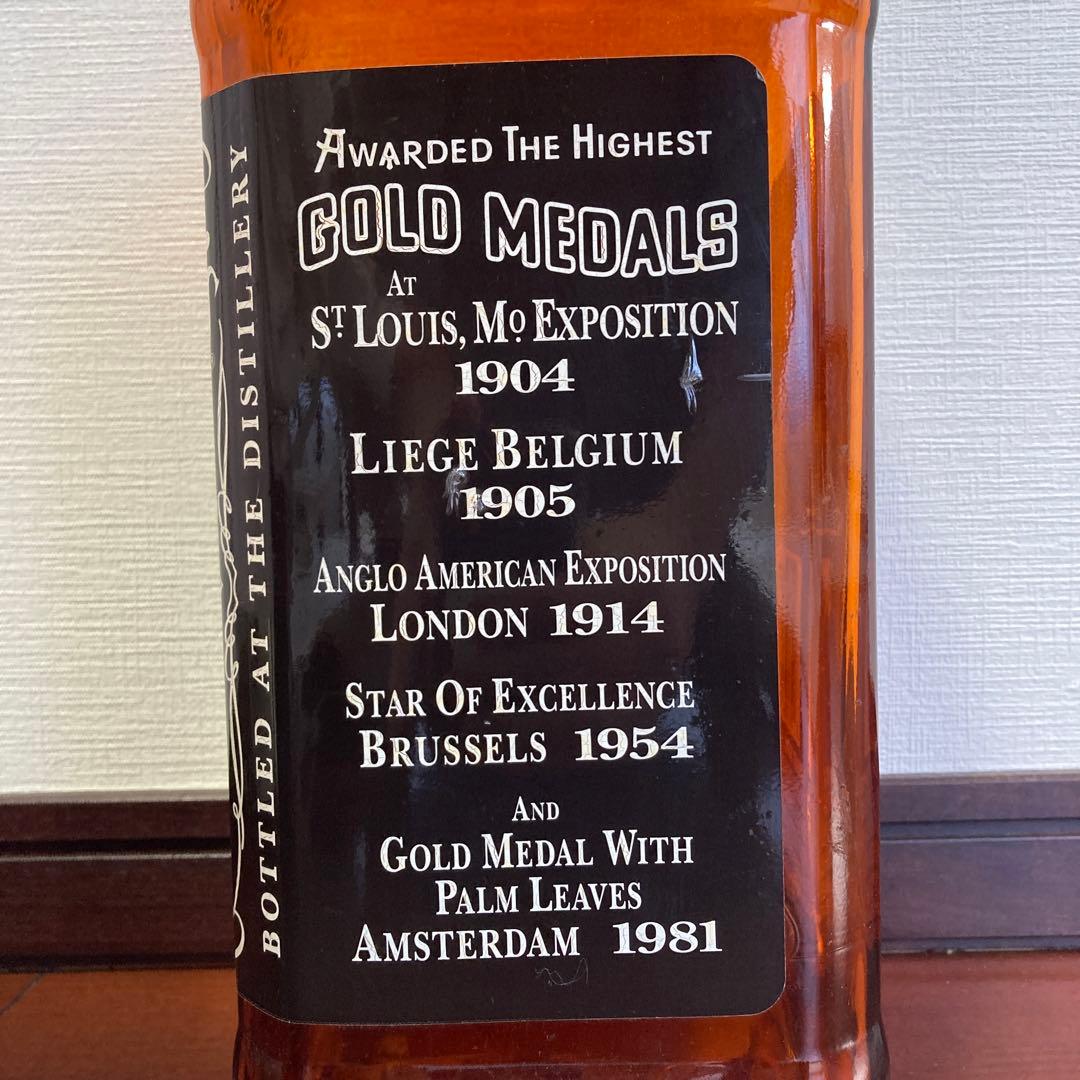 BOTTLED AT THE DISTILLERY
AWARDED THE HIGHEST
GOLD MEDALS
AT
ST. LOUIS, MO EXPOSITION
1904
LIEGE BELGIUM
1905
ANGLO AMERICAN EXPOSITION
LONDON 1914
STAR OF EXCELLENCE
BRUSSELS 1954
AND
GOLD MEDAL WITH
PALM LEAVES
AMSTERDAM 1981